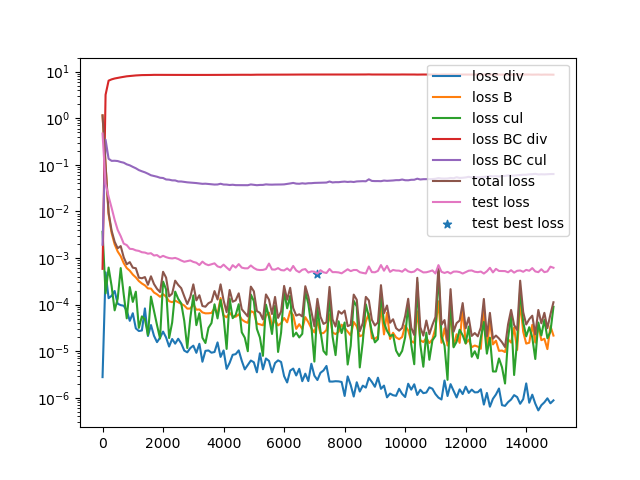 10¹
10⁰
10⁻¹
10⁻²
10⁻³
10⁻⁴
10⁻⁵
10⁻⁶
0 2000 4000 6000 8000 10000 12000 14000
loss div
loss B
loss cul
loss BC div
loss BC cul
total loss
test loss
test best loss